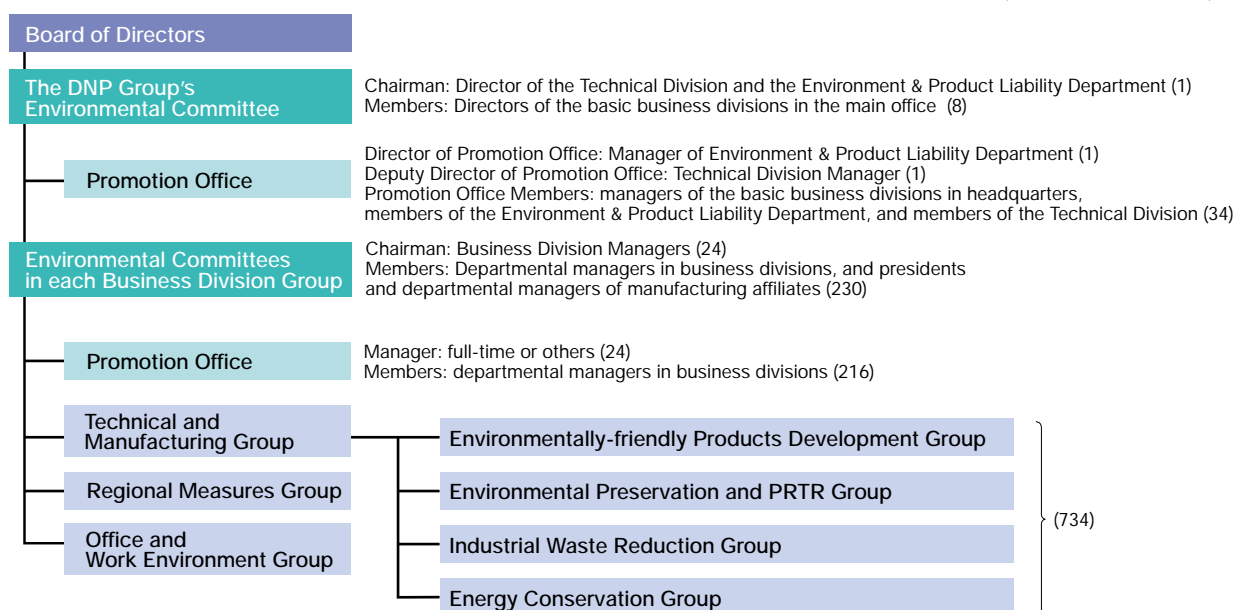 Board of Directors
The DNP Group's
Environmental Committee
Chairman: Director of the Technical Division and the Environment & Product Liability Department (1)
Members: Directors of the basic business divisions in the main office (8)
Promotion Office
Director of Promotion Office: Manager of Environment & Product Liability Department (1)
Deputy Director of Promotion Office: Technical Division Manager (1)
Promotion Office Members: managers of the basic business divisions in headquarters,
members of the Environment & Product Liability Department, and members of the Technical Division (34)
Environmental Committees
in each Business Division Group
Chairman: Business Division Managers (24)
Members: Departmental managers in business divisions, and presidents
and departmental managers of manufacturing affiliates (230)
Promotion Office
Manager: full-time or others (24)
Members: departmental managers in business divisions (216)
Technical and
Manufacturing Group
Regional Measures Group
Office and
Work Environment Group
Environmentally-friendly Products Development Group
Environmental Preservation and PRTR Group
Industrial Waste Reduction Group
Energy Conservation Group
(734)